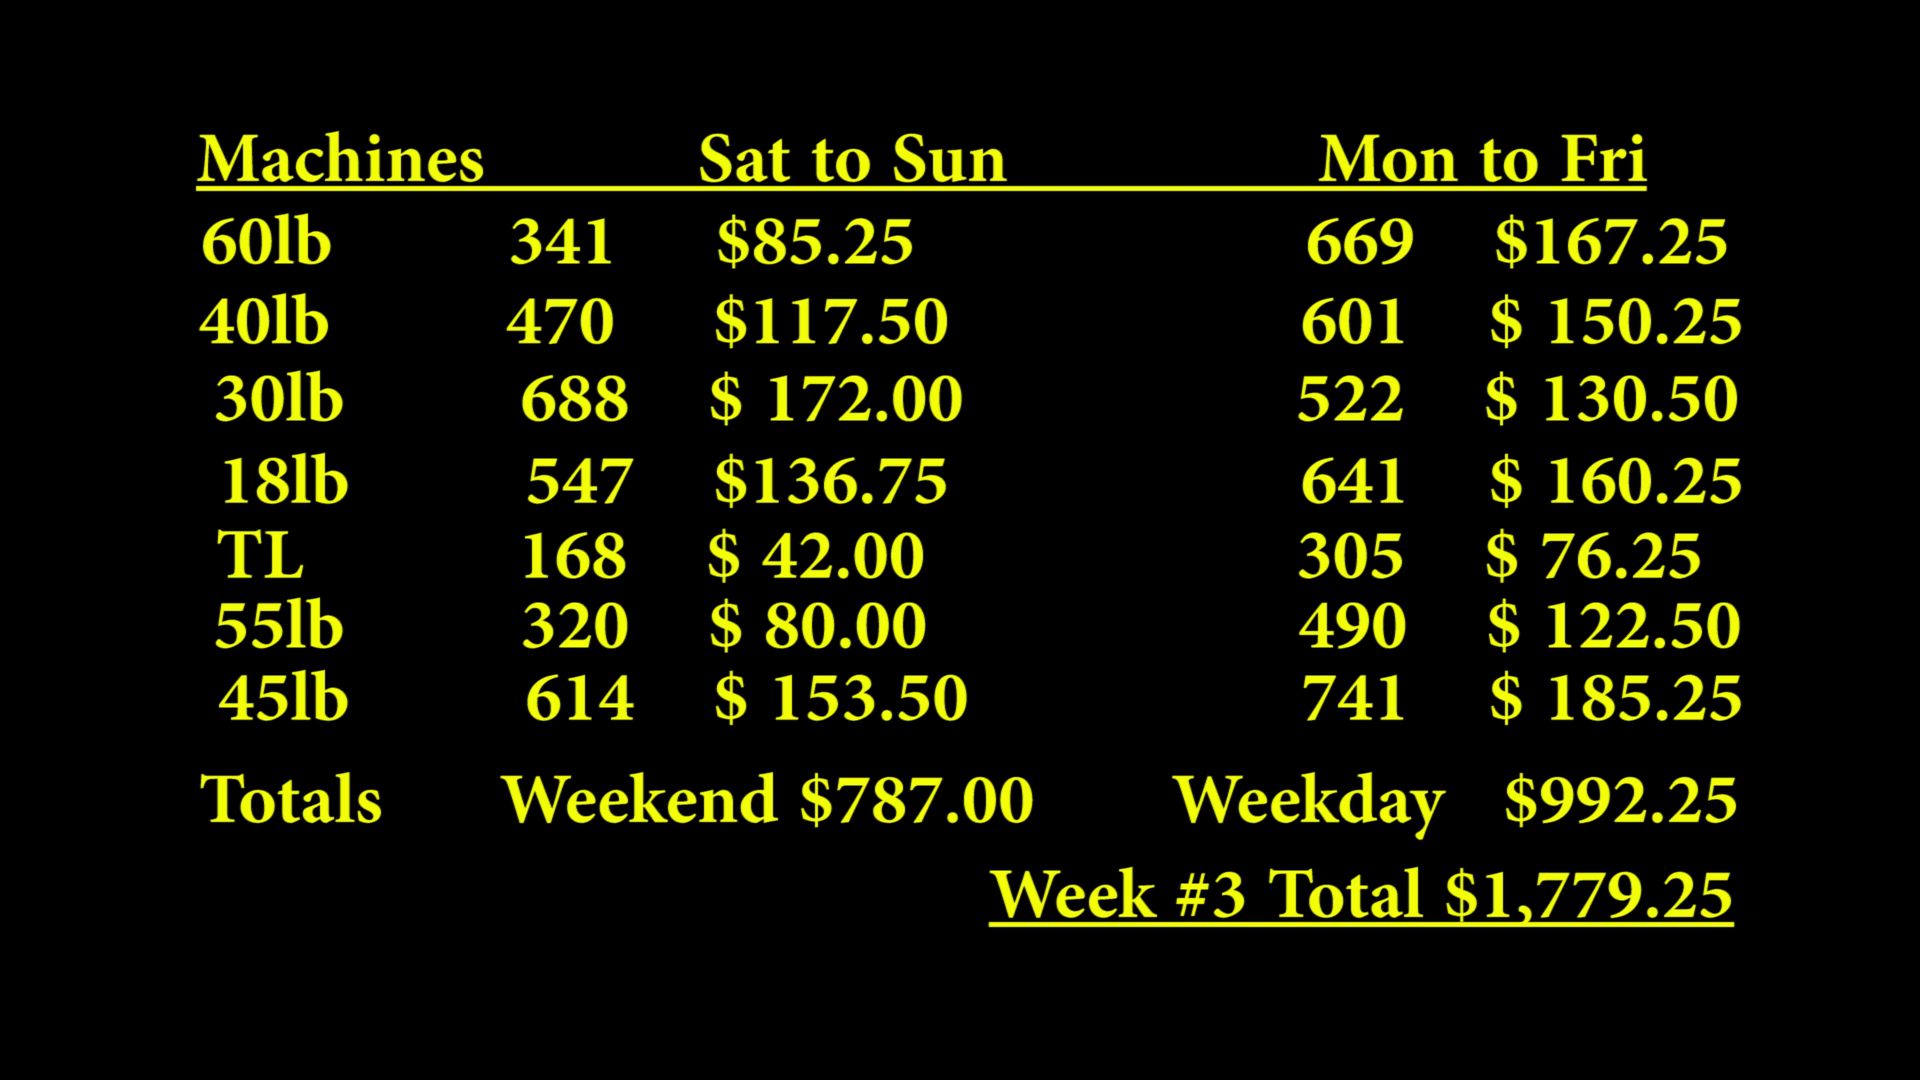 Machines Sat to Sun Mon to Fri
60lb 341 $85.25 669 $167.25
40lb 470 $117.50 601 $ 150.25
30lb 688 $ 172.00 522 $ 130.50
18lb 547 $136.75 641 $ 160.25
TL 168 $ 42.00 305 $ 76.25
55lb 320 $ 80.00 490 $ 122.50
45lb 614 $ 153.50 741 $ 185.25
Totals Weekend $787.00 Weekday $992.25
Week #3 Total $1,779.25